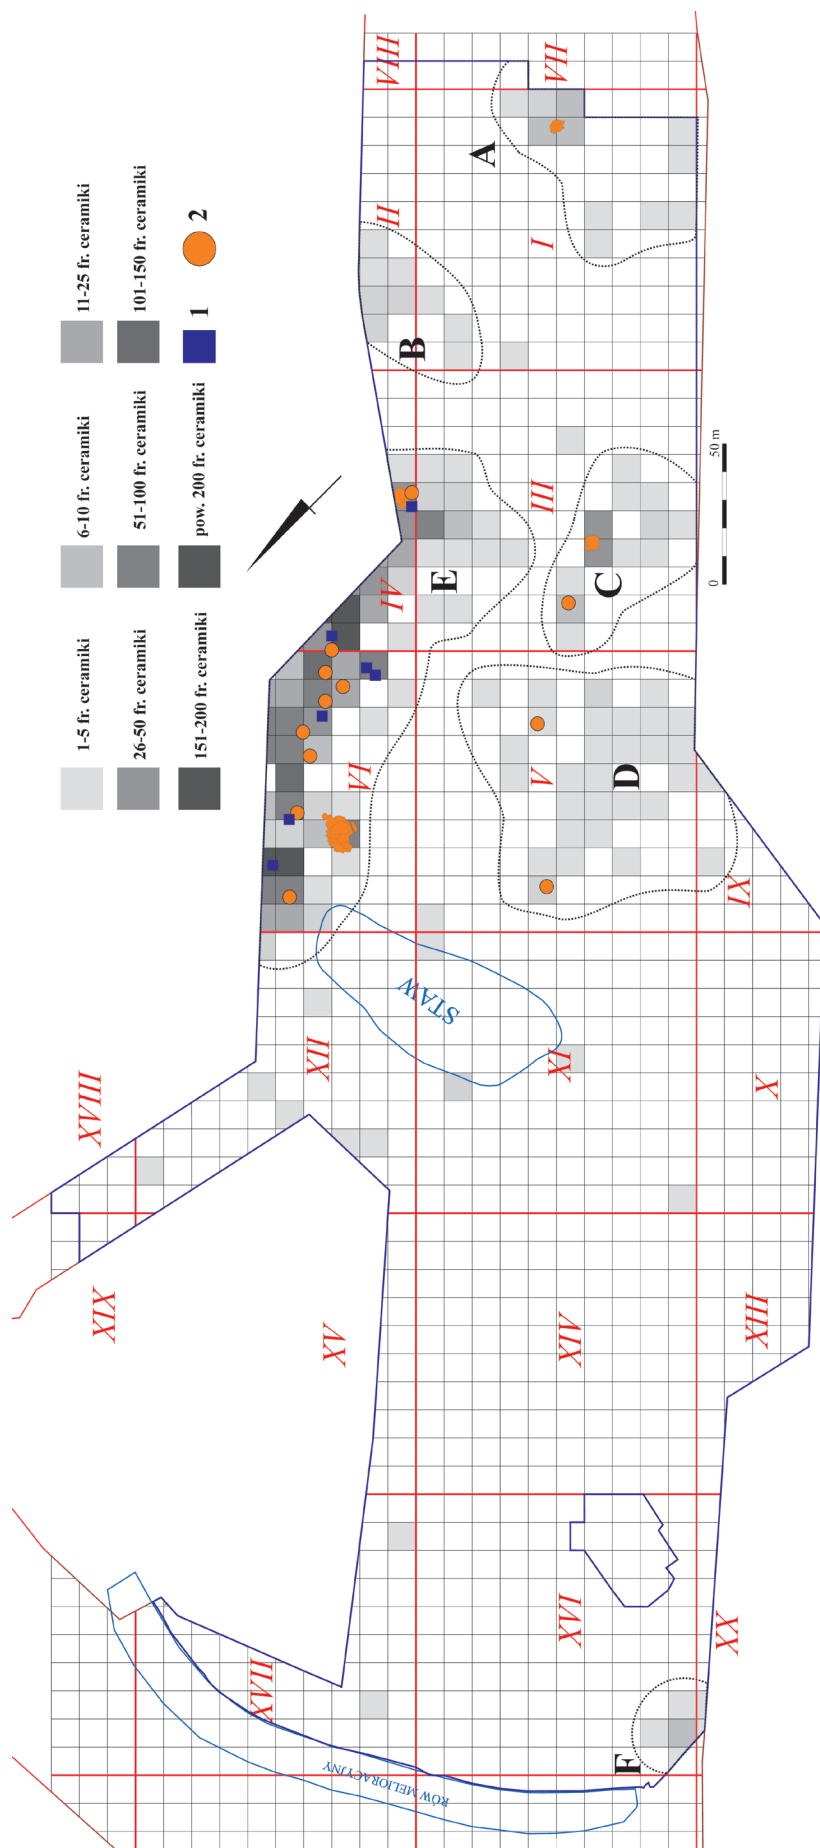 1-5 fr. ceramiki
6-10 fr. ceramiki
11-25 fr. ceramiki
26-50 fr. ceramiki
51-100 fr. ceramiki
101-150 fr. ceramiki
151-200 fr. ceramiki
pow. 200 fr. ceramiki
1
2
VIII
VII
A
II
I
B
III
IV
E
C
0
50 m
VI
V
D
IX
STAW
XII
XI
X
XVIII
XIX
XV
XIV
XIII
XVI
XX
XVII
F
RÓW MELIORACYJNY